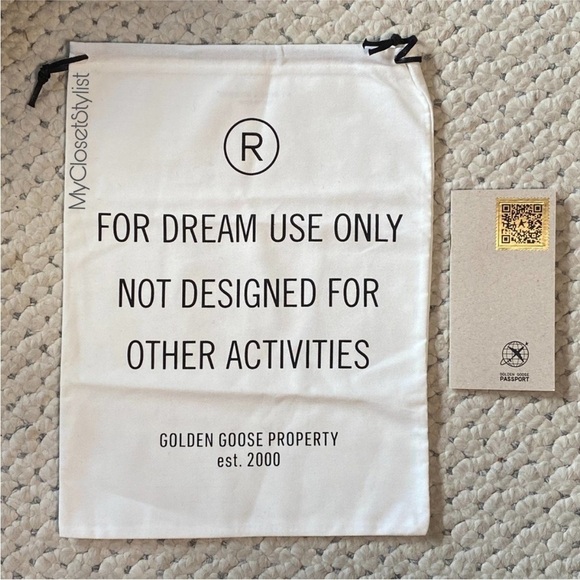 MyClosetStylist
R
FOR DREAM USE ONLY
NOT DESIGNED FOR
OTHER ACTIVITIES
GOLDEN GOOSE PROPERTY
est. 2000
GOLDEN GOOSE
PASSPORT